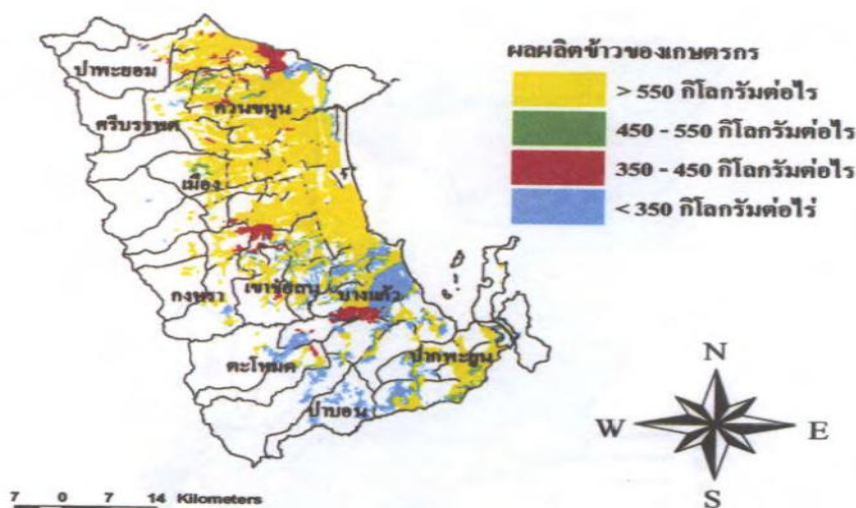 ผลผลิตข้าวของเกษตรกร
> 550 กิโลกรัมต่อไร
450 - 550 กิโลกรัมต่อไร
350 - 450 กิโลกรัมต่อไร
< 350 กิโลกรัมต่อไร่
ป่าพะยอม
ควนขนุน
ศรีบรรพต
เมือง
กงหรา
เขาชัยสน
บางแก้ว
ตะโหมด
ปากพะยูน
ป่าบอน
N
W
E
S
7 0 7 14 Kilometers